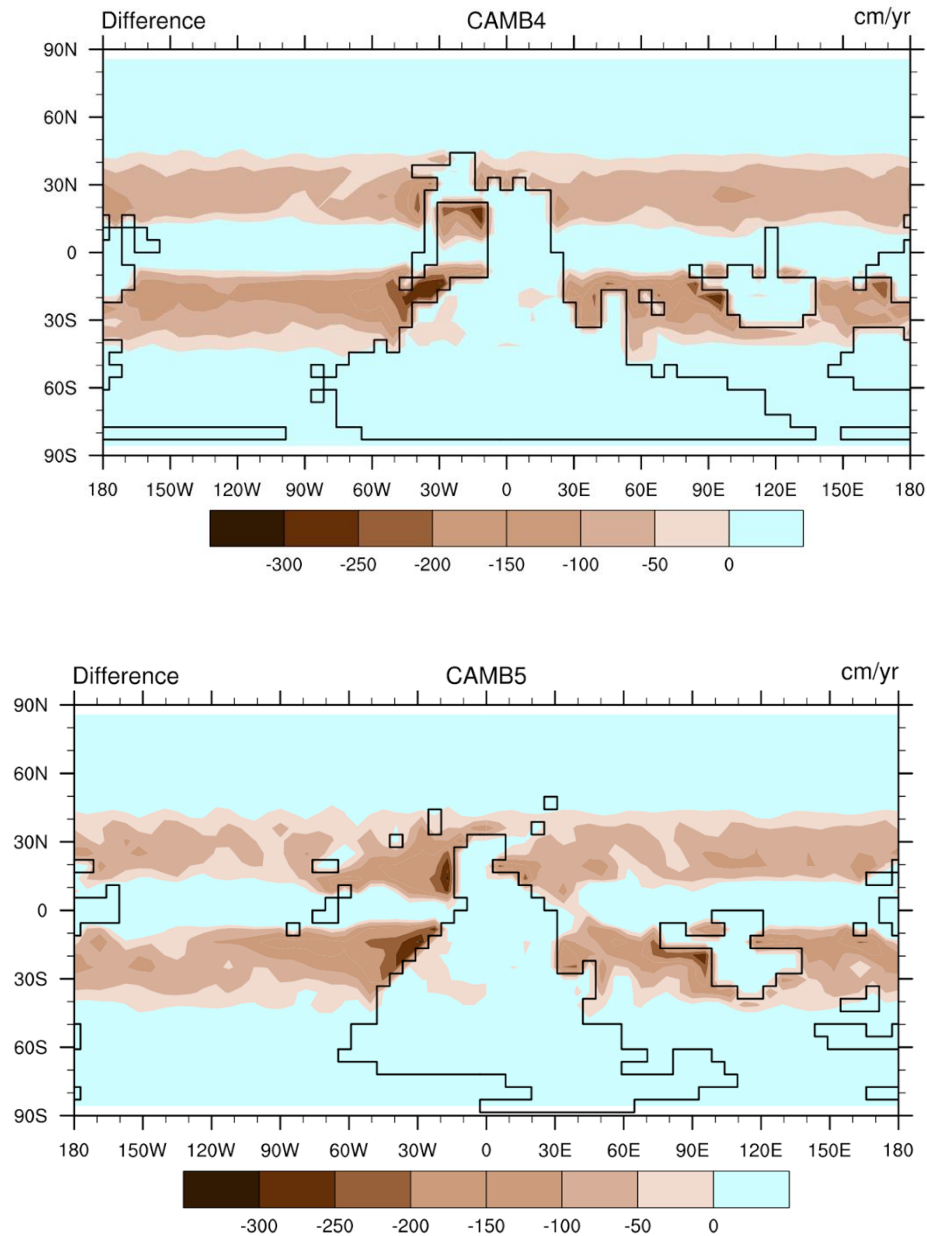 Difference CAMB4 cm/yr
90N
60N
30N
0
30S
60S
90S
180 150W 120W 90W 60W 30W 0 30E 60E 90E 120E 150E 180
-300 -250 -200 -150 -100 -50 0
Difference CAMB5 cm/yr
90N
60N
30N
0
30S
60S
90S
180 150W 120W 90W 60W 30W 0 30E 60E 90E 120E 150E 180
-300 -250 -200 -150 -100 -50 0